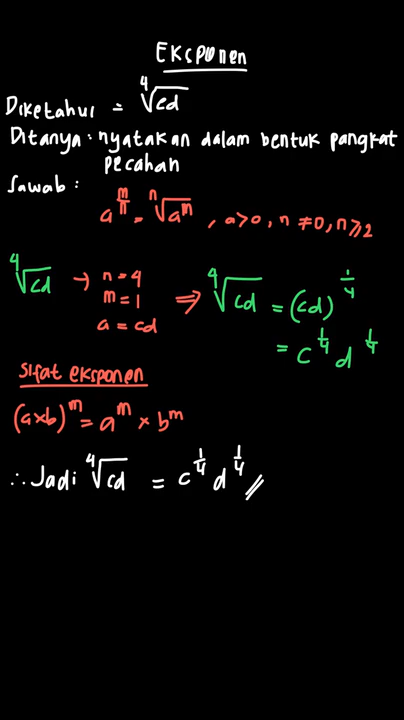 Eksponen
Diketahui = ⁴√cd
Ditanya : nyatakan dalam bentuk pangkat
pecahan
Jawab :
a^(m/n) = ⁿ√a^m , a>0, n ≠ 0, n ≥ 2
⁴√cd → n = 4
m = 1
a = cd
⇒ ⁴√cd = (cd)^(1/4)
= c^(1/4) d^(1/4)
Sifat eksponen
(a×b)^m = a^m × b^m
∴ Jadi ⁴√cd = c^(1/4) d^(1/4) //